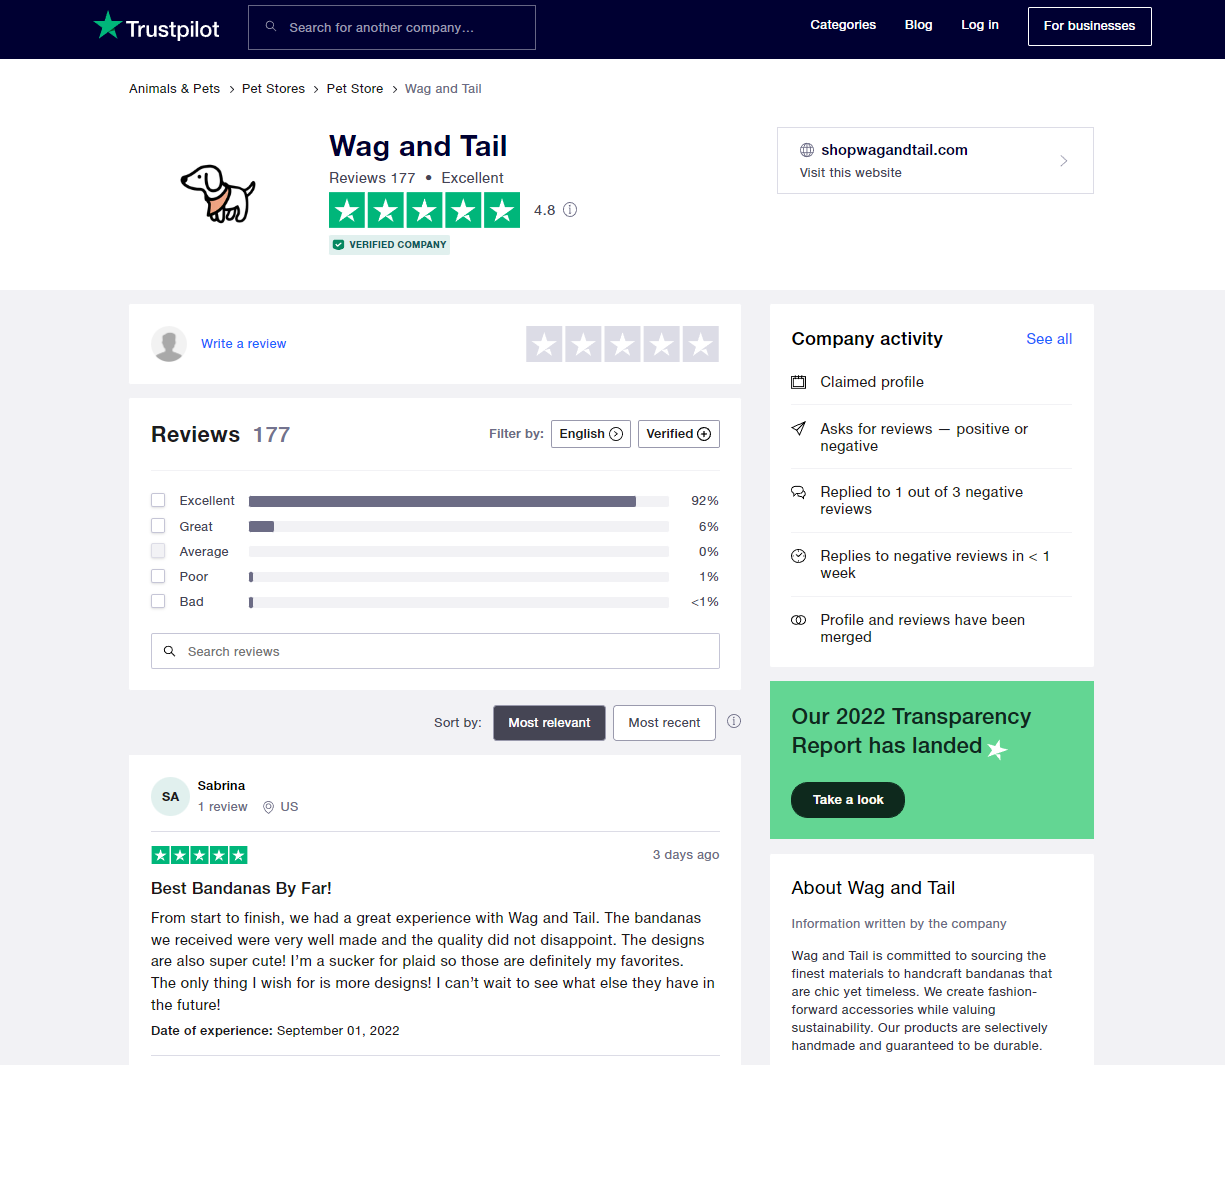 Trustpilot
Search for another company...
Categories
Blog
Log in
For businesses
Animals & Pets > Pet Stores > Pet Store > Wag and Tail
Wag and Tail
Reviews 177 • Excellent
4.8
VERIFIED COMPANY
shopwagandtail.com
Visit this website
Write a review
Reviews 177
Filter by:
English
Verified
Excellent 92%
Great 6%
Average 0%
Poor 1%
Bad <1%
Search reviews
Sort by:
Most relevant
Most recent
SA
Sabrina
1 review US
3 days ago
Best Bandanas By Far!
From start to finish, we had a great experience with Wag and Tail. The bandanas
we received were very well made and the quality did not disappoint. The designs
are also super cute! I’m a sucker for plaid so those are definitely my favorites.
The only thing I wish for is more designs! I can’t wait to see what else they have in
the future!
Date of experience: September 01, 2022
Company activity
See all
Claimed profile
Asks for reviews — positive or
negative
Replied to 1 out of 3 negative
reviews
Replies to negative reviews in < 1
week
Profile and reviews have been
merged
Our 2022 Transparency
Report has landed
Take a look
About Wag and Tail
Information written by the company
Wag and Tail is committed to sourcing the
finest materials to handcraft bandanas that
are chic yet timeless. We create fashion-
forward accessories while valuing
sustainability. Our products are selectively
handmade and guaranteed to be durable.